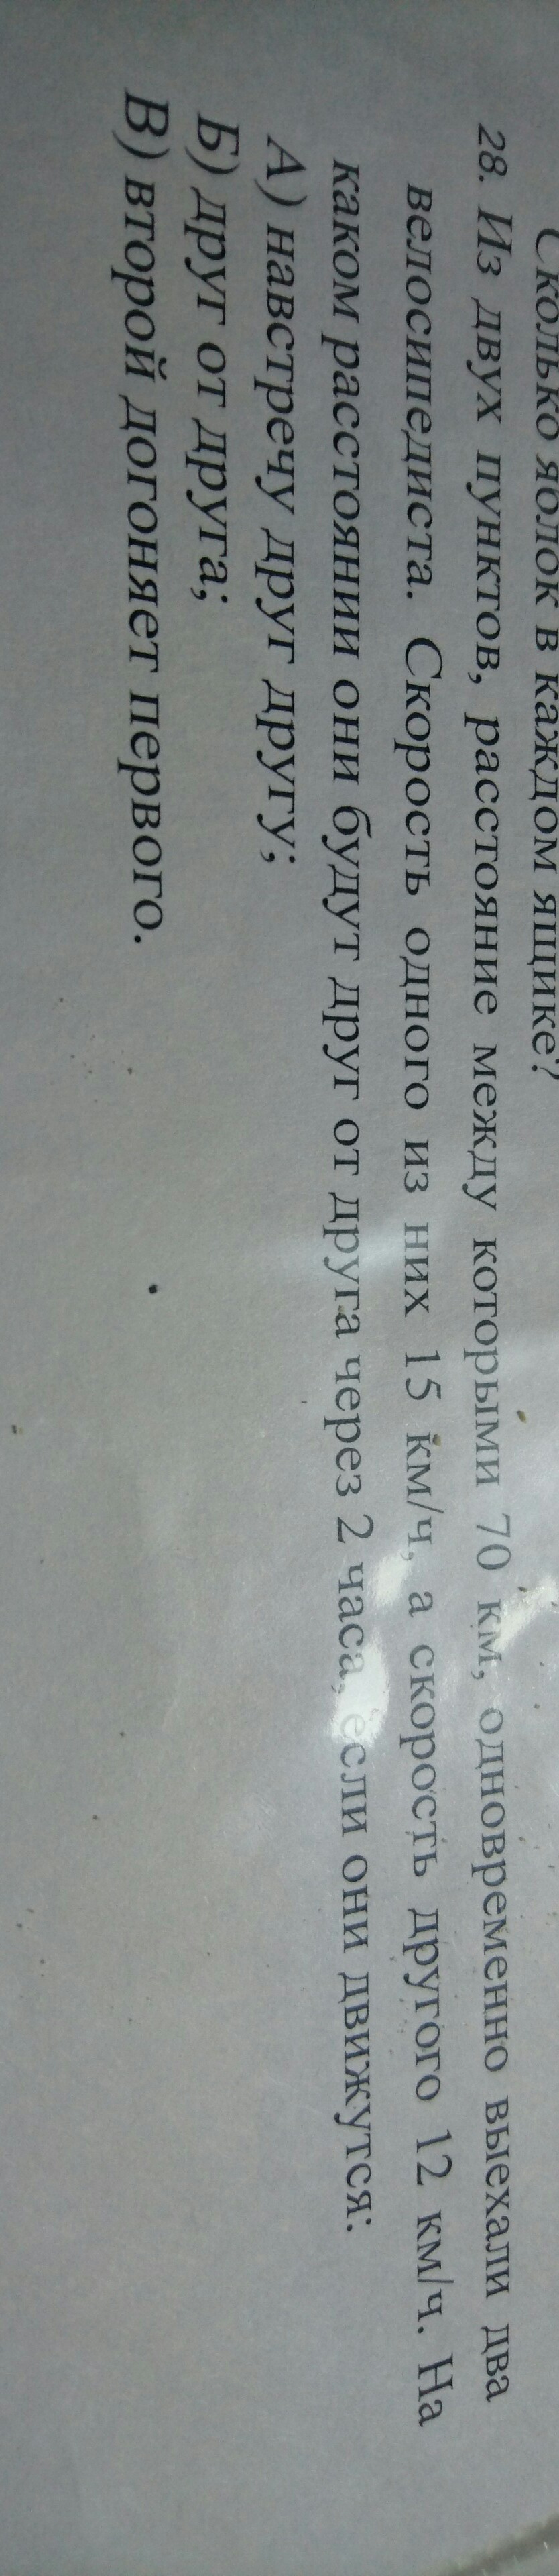 Сколько яблок в каждом ящике?
28. Из двух пунктов, расстояние между которыми 70 км, одновременно выехали два
велосипедиста. Скорость одного из них 15 км/ч, а скорость другого 12 км/ч. На
каком расстоянии они будут друг от друга через 2 часа, если они движутся:
А) навстречу друг другу;
Б) друг от друга;
В) второй догоняет первого.